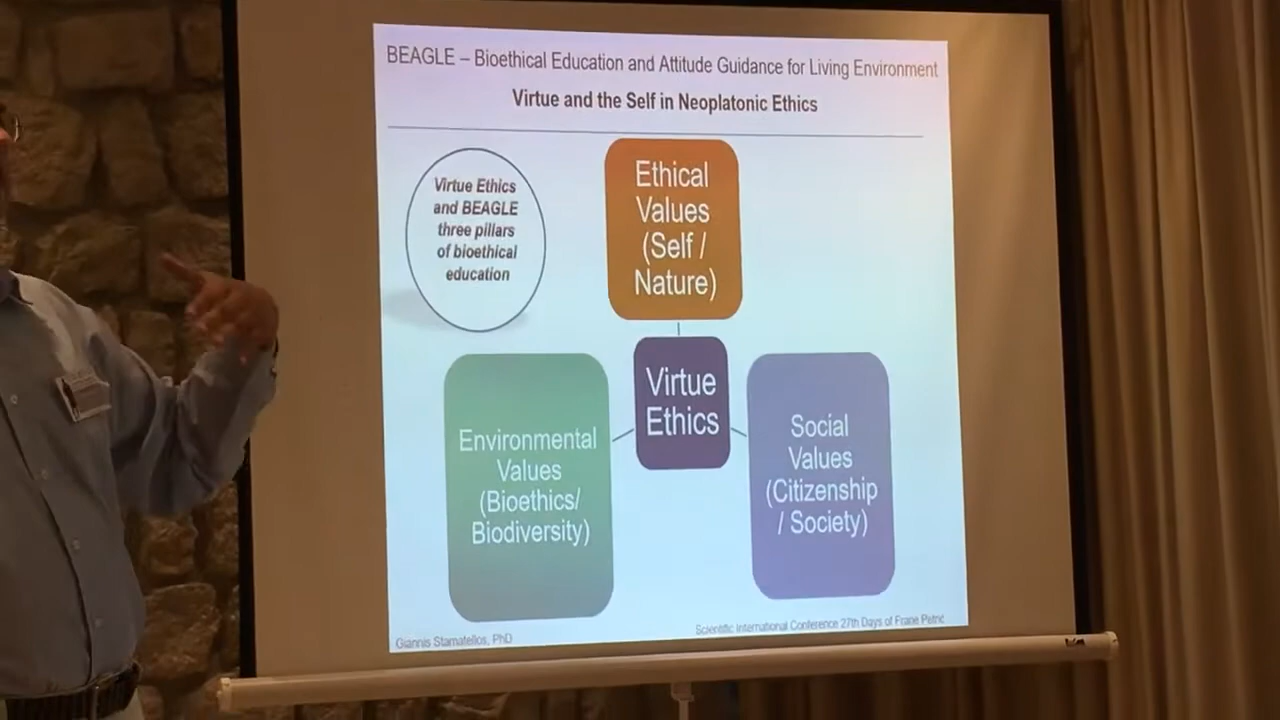 BEAGLE – Bioethical Education and Attitude Guidance for Living Environment
Virtue and the Self in Neoplatonic Ethics
Virtue Ethics
and BEAGLE
three pillars
of bioethical
education
Ethical
Values
(Self /
Nature)
Virtue
Ethics
Environmental
Values
(Bioethics/
Biodiversity)
Social
Values
(Citizenship
/ Society)
Giannis Stamatellos, PhD
Scientific International Conference 27th Days of Frane Petrić